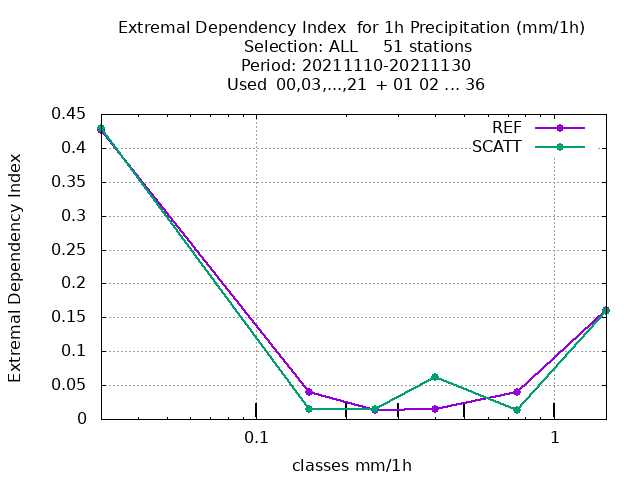 Extremal Dependency Index  for 1h Precipitation (mm/1h)
Selection: ALL     51 stations
Period: 20211110-20211130
Used  00,03,...,21  + 01 02 ... 36
REF
SCATT
0.45
0.4
0.35
0.3
0.25
0.2
0.15
0.1
0.05
0
Extremal Dependency Index
0.1
1
classes mm/1h